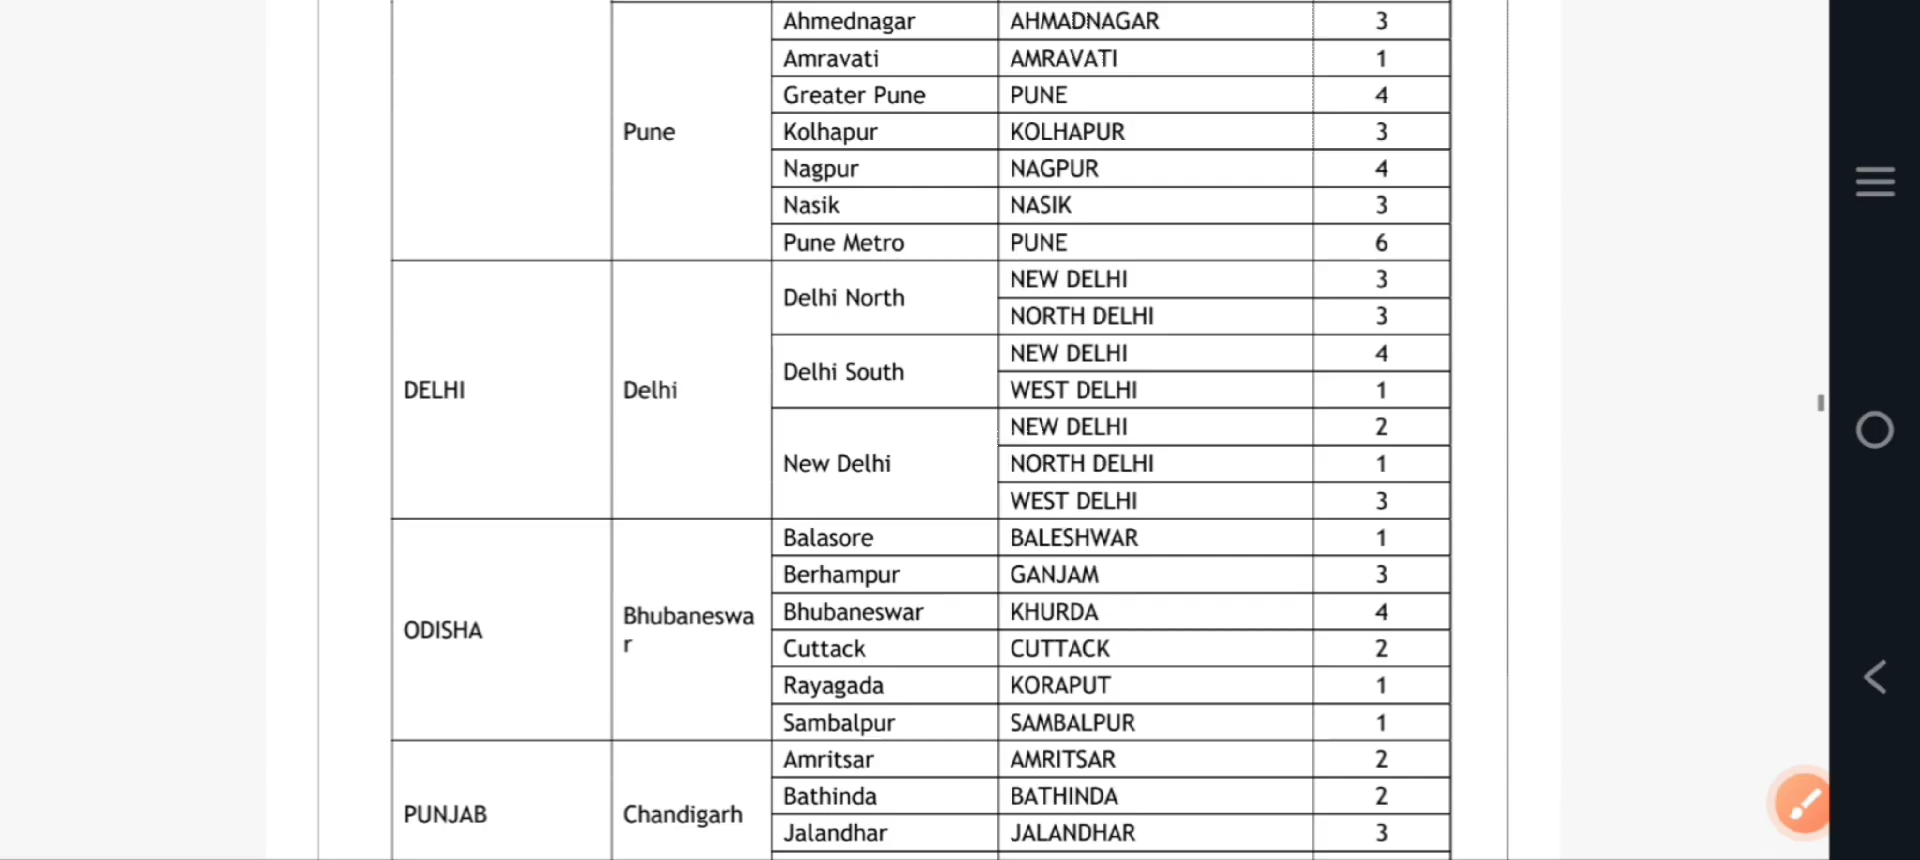 Ahmednagar AHMADNAGAR 3
Amravati AMRAVATI 1
Greater Pune PUNE 4
Pune Kolhapur KOLHAPUR 3
Nagpur NAGPUR 4
Nasik NASIK 3
Pune Metro PUNE 6
Delhi North NEW DELHI 3
NORTH DELHI 3
Delhi South NEW DELHI 4
DELHI Delhi WEST DELHI 1
New Delhi NEW DELHI 2
NORTH DELHI 1
WEST DELHI 3
Balasore BALESHWAR 1
Berhampur GANJAM 3
ODISHA Bhubaneswa Bhubaneswar KHURDA 4
r Cuttack CUTTACK 2
Rayagada KORAPUT 1
Sambalpur SAMBALPUR 1
Amritsar AMRITSAR 2
Bathinda BATHINDA 2
PUNJAB Chandigarh Jalandhar JALANDHAR 3